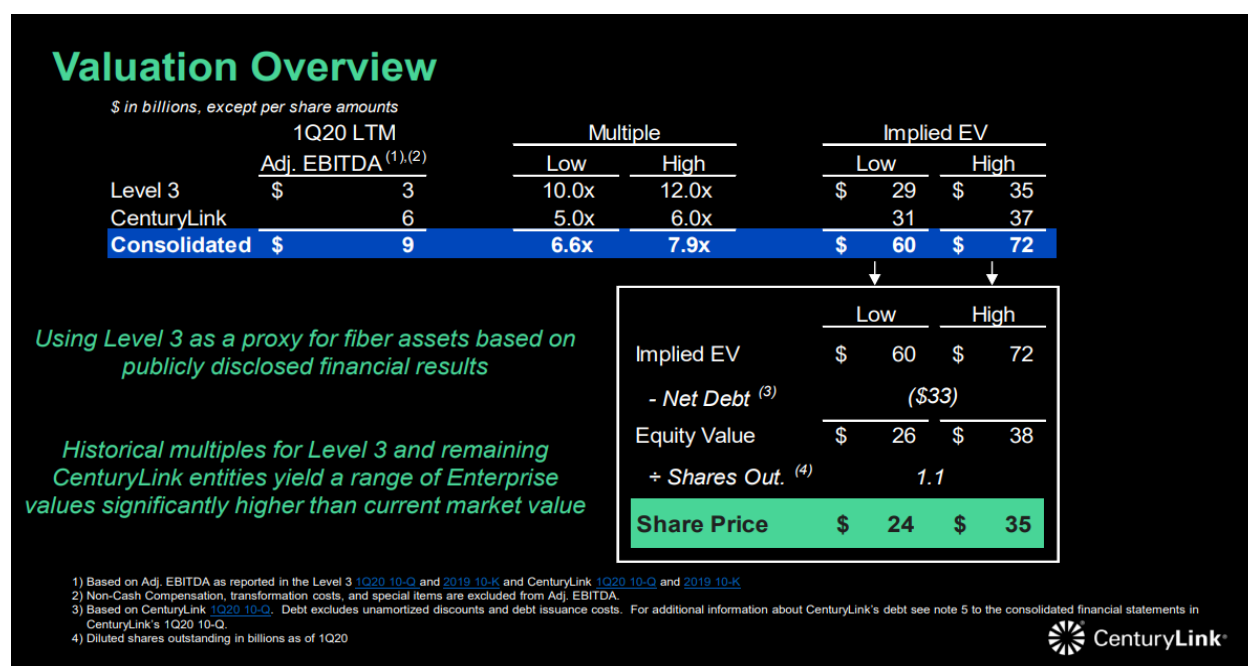 Valuation Overview
$ in billions, except per share amounts
1Q20 LTM Multiple Implied EV
Adj. EBITDA (1),(2) Low High Low High
Level 3 $ 3 10.0x 12.0x $ 29 $ 35
CenturyLink 6 5.0x 6.0x 31 37
Consolidated $ 9 6.6x 7.9x $ 60 $ 72
Using Level 3 as a proxy for fiber assets based on
publicly disclosed financial results
Historical multiples for Level 3 and remaining
CenturyLink entities yield a range of Enterprise
values significantly higher than current market value
Low High
Implied EV $ 60 $ 72
- Net Debt (3) ($33)
Equity Value $ 26 $ 38
÷ Shares Out. (4) 1.1
Share Price $ 24 $ 35
1) Based on Adj. EBITDA as reported in the Level 3 1Q20 10-Q and 2019 10-K and CenturyLink 1Q20 10-Q and 2019 10-K
2) Non-Cash Compensation, transformation costs, and special items are excluded from Adj. EBITDA.
3) Based on CenturyLink 1Q20 10-Q. Debt excludes unamortized discounts and debt issuance costs. For additional information about CenturyLink's debt see note 5 to the consolidated financial statements in
CenturyLink's 1Q20 10-Q.
4) Diluted shares outstanding in billions as of 1Q20
CenturyLink